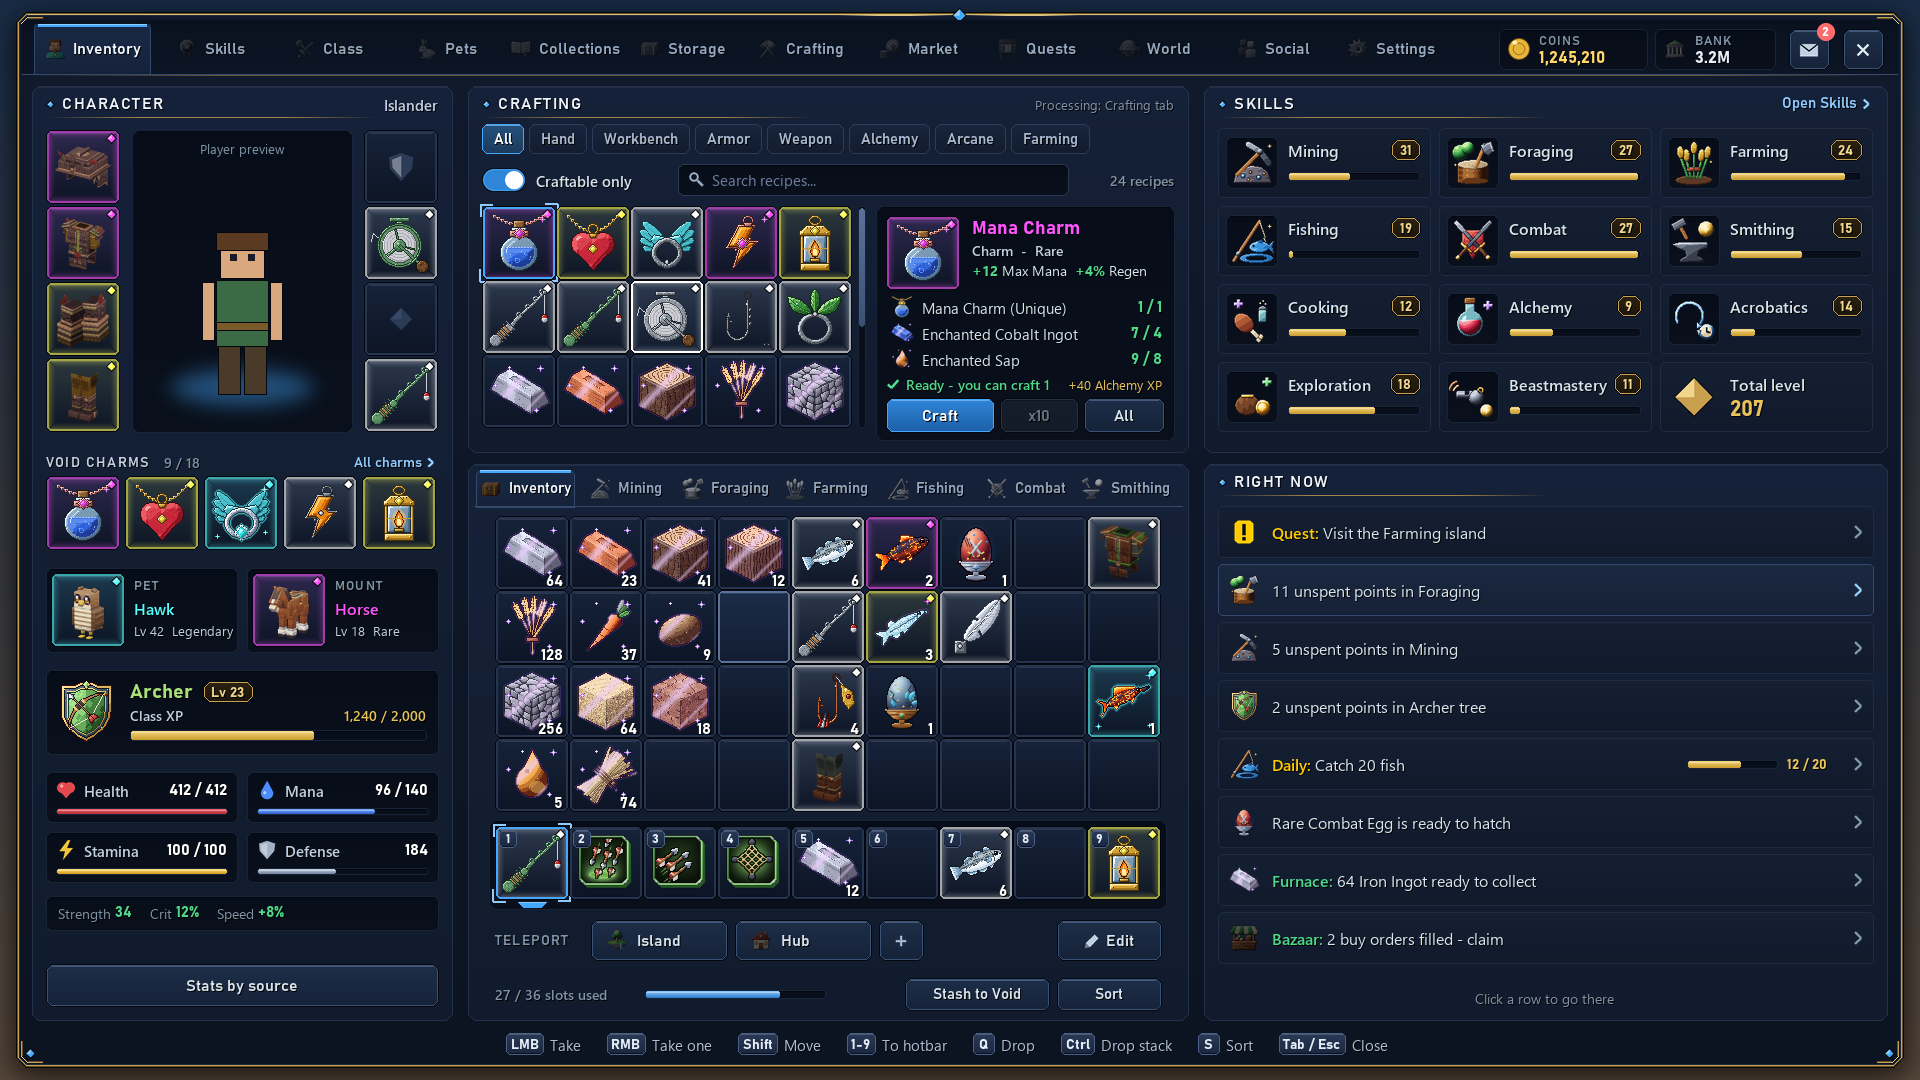 Inventory
Skills
Class
Pets
Collections
Storage
Crafting
Market
Quests
World
Social
Settings
COINS
1,245,210
BANK
3.2M
2
CHARACTER
Islander
Player preview
VOID CHARMS 9 / 18
All charms
PET
Hawk
Lv 42 Legendary
MOUNT
Horse
Lv 18 Rare
Archer Lv 23
Class XP 1,240 / 2,000
Health 412 / 412
Mana 96 / 140
Stamina 100 / 100
Defense 184
Strength 34 Crit 12% Speed +8%
Stats by source
CRAFTING
Processing: Crafting tab
All Hand Workbench Armor Weapon Alchemy Arcane Farming
Craftable only
Search recipes...
24 recipes
Mana Charm
Charm - Rare
+12 Max Mana +4% Regen
Mana Charm (Unique) 1 / 1
Enchanted Cobalt Ingot 7 / 4
Enchanted Sap 9 / 8
Ready - you can craft 1 +40 Alchemy XP
Craft x10 All
Inventory Mining Foraging Farming Fishing Combat Smithing
64 23 41 12 6 2 1
128 37 9 3
256 64 18 4 1 1
5 74
1 2 3 4 5 6 7 8 9
12 6
TELEPORT Island Hub + Edit
27 / 36 slots used
Stash to Void Sort
SKILLS
Open Skills
Mining 31
Foraging 27
Farming 24
Fishing 19
Combat 27
Smithing 15
Cooking 12
Alchemy 9
Acrobatics 14
Exploration 18
Beastmastery 11
Total level
207
RIGHT NOW
Quest: Visit the Farming island
11 unspent points in Foraging
5 unspent points in Mining
2 unspent points in Archer tree
Daily: Catch 20 fish 12 / 20
Rare Combat Egg is ready to hatch
Furnace: 64 Iron Ingot ready to collect
Bazaar: 2 buy orders filled - claim
Click a row to go there
LMB Take RMB Take one Shift Move 1-9 To hotbar Q Drop Ctrl Drop stack S Sort Tab / Esc Close